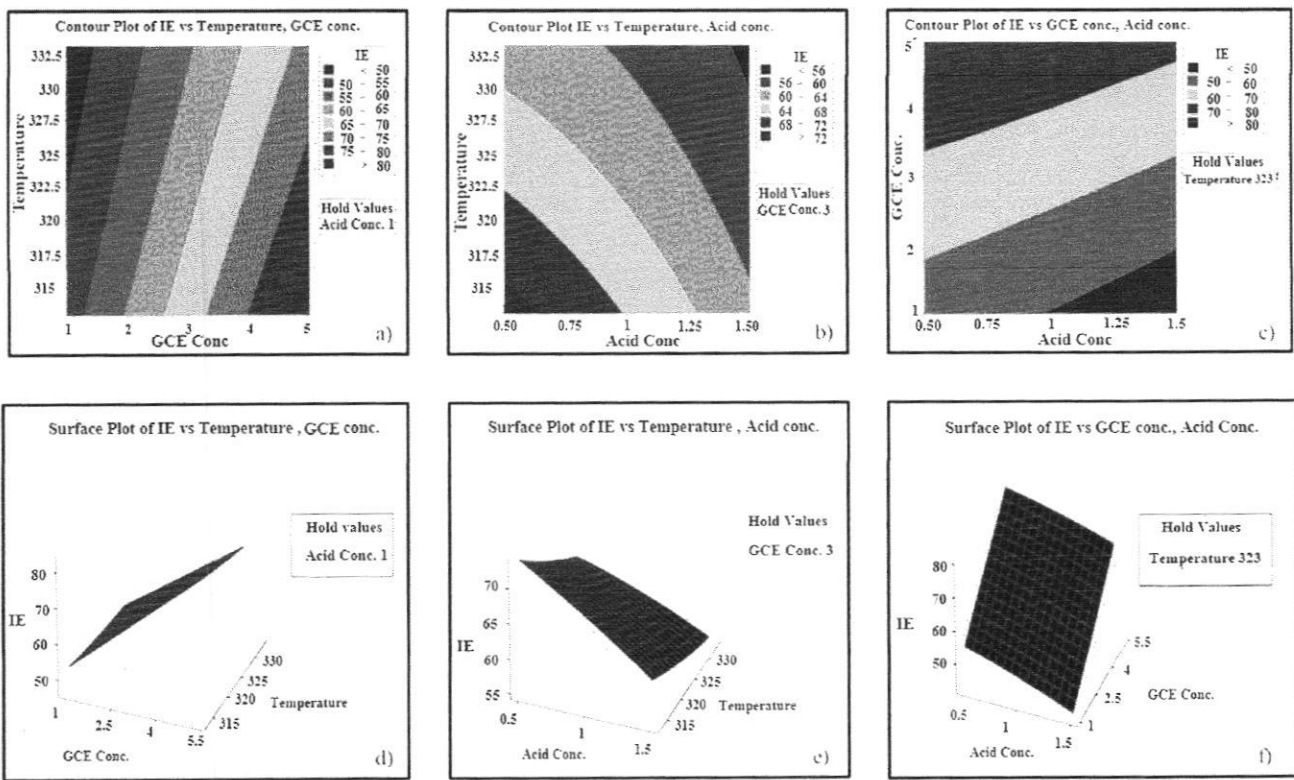 Contour Plot of IE vs Temperature, GCE conc.
332.5
330
327.5
325
322.5
320
317.5
315
Temperature
1 2 3 4 5
GCE Conc
IE
< 50
50 - 55
55 - 60
60 - 65
65 - 70
70 - 75
75 - 80
> 80
Hold Values
Acid Conc. 1
a)
Contour Plot IE vs Temperature, Acid conc.
332.5
330
327.5
325
322.5
320
317.5
315
Temperature
0.50 0.75 1 1.25 1.50
Acid Conc
IE
< 56
56 - 60
60 - 64
64 - 68
68 - 72
> 72
Hold Values
GCE Conc. 3
b)
Contour Plot of IE vs GCE conc., Acid conc.
5
4
3
2
1
GCE Conc.
0.50 0.75 1 1.25 1.5
Acid Conc
IE
< 50
50 - 60
60 - 70
70 - 80
> 80
Hold Values
Temperature 323
c)
Surface Plot of IE vs Temperature , GCE conc.
Hold values
Acid Conc. 1
80
70
60
50
IE
1 2.5 4 5.5
GCE Conc.
330
325
320
315
Temperature
d)
Surface Plot of IE vs Temperature , Acid conc.
Hold Values
GCE Conc. 3
70
65
60
55
IE
0.5 1 1.5
Acid Conc.
330
325
320
315
Temperature
e)
Surface Plot of IE vs GCE conc., Acid Conc.
Hold Values
Temperature 323
80
70
60
50
IE
0.5 1 1.5
Acid Conc.
5.5
4
2.5
1
GCE Conc.
f)